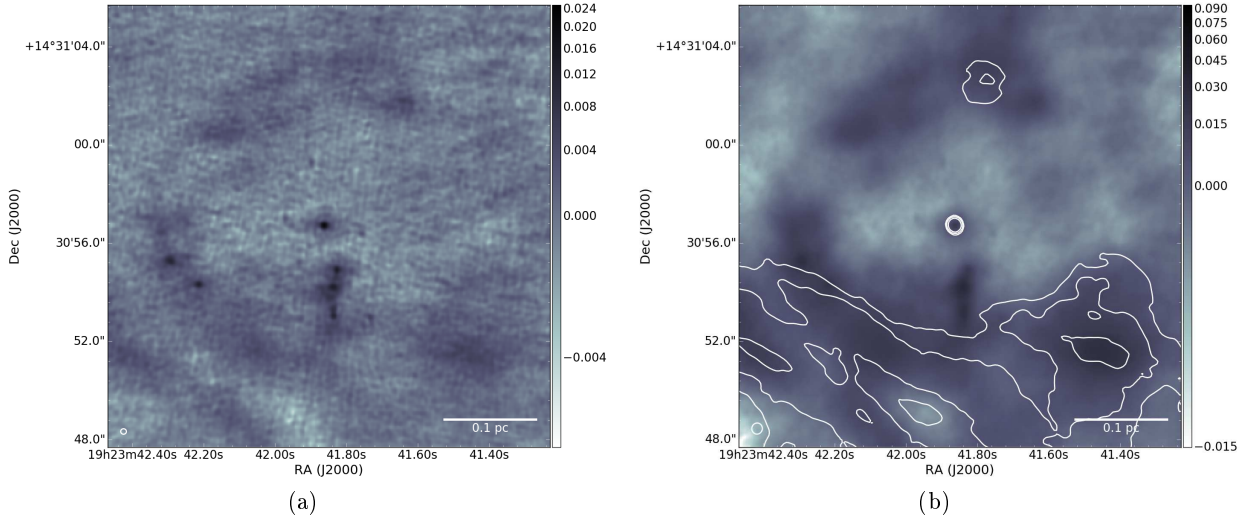 0.024
0.020
0.016
0.012
0.008
0.004
0.000
−0.004
+14°31′04.0"
00.0"
30'56.0"
52.0"
48.0"
Dec (J2000)
0.1 pc
19h23m42.40s 42.20s 42.00s 41.80s 41.60s 41.40s
RA (J2000)
(a)
0.090
0.075
0.060
0.045
0.030
0.015
0.000
−0.015
+14°31′04.0"
00.0"
30'56.0"
52.0"
48.0"
Dec (J2000)
0.1 pc
19h23m42.40s 42.20s 42.00s 41.80s 41.60s 41.40s
RA (J2000)
(b)